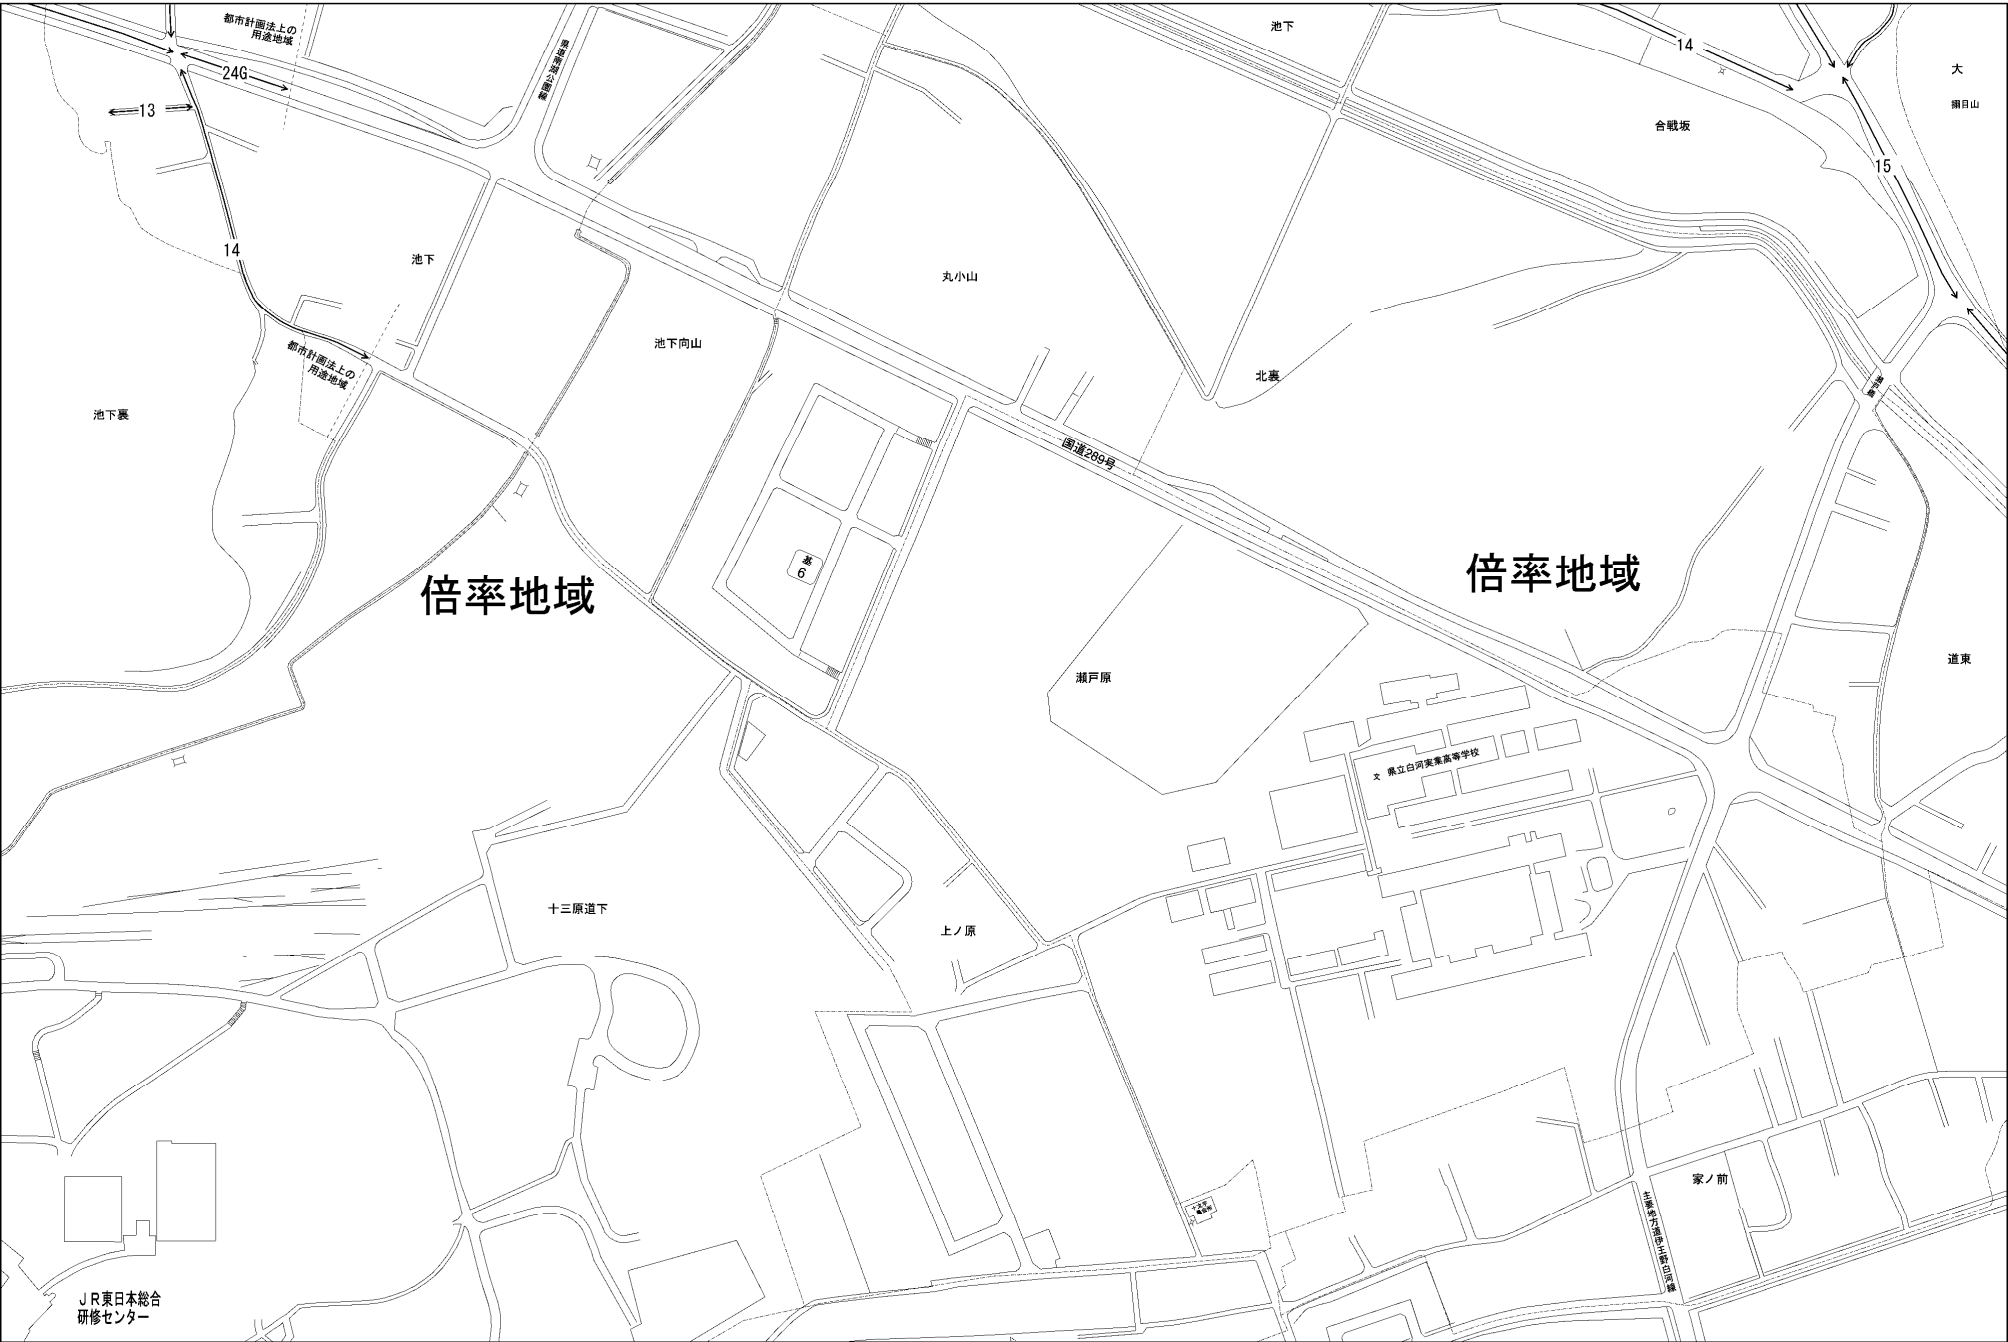 都市計画法上の
用途地域
池下
14
24G
県道南湖公園線
大
13
棚目山
合戦坂
15
14
池下
丸小山
池下向山
都市計画法上の
用途地域
北裏
池下裏
国道289号
倍率地域
基
6
倍率地域
道東
瀬戸原
文 県立白河実業高等学校
十三原道下
上ノ原
家ノ前
主要地方道伊王野白河線
JR東日本総合
研修センター